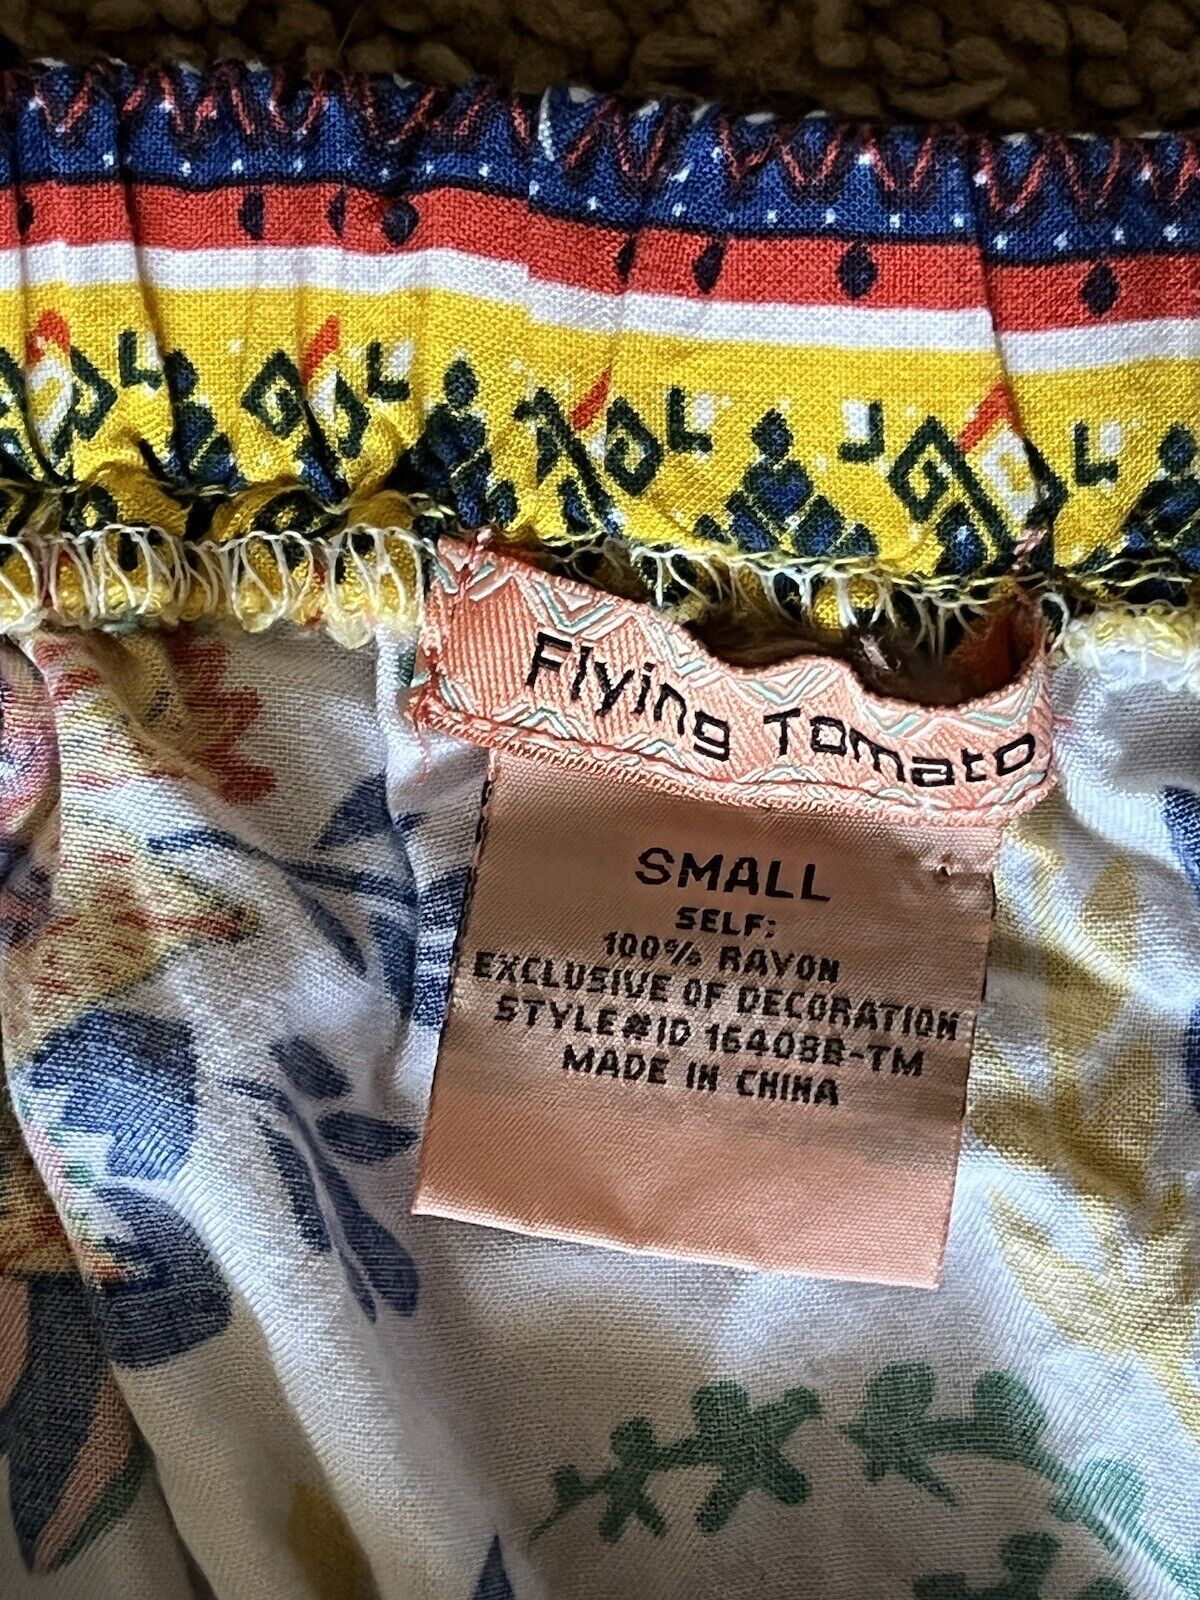 Flying Tomato
SMALL
SELF:
100% RAYON
EXCLUSIVE OF DECORATION
STYLE#ID 16408B-TM
MADE IN CHINA